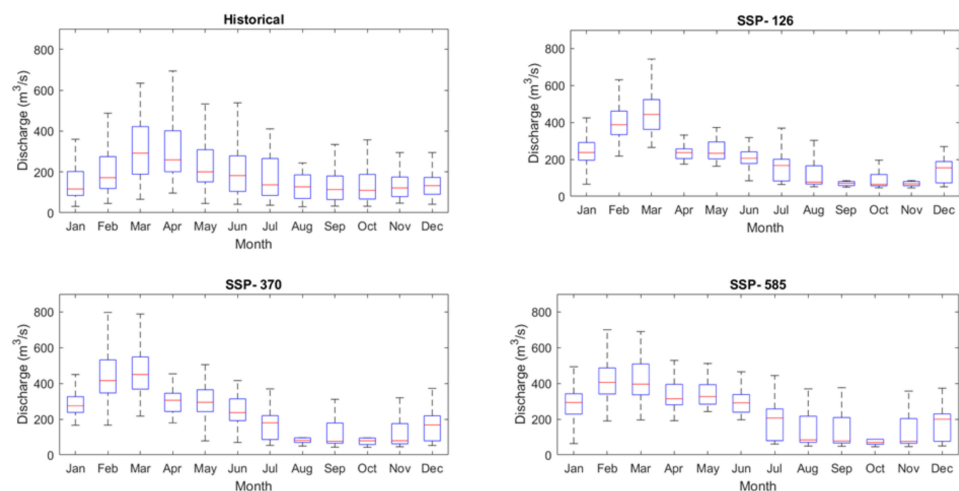 Historical
Discharge (m³/s)
800
600
400
200
0
Jan Feb Mar Apr May Jun Jul Aug Sep Oct Nov Dec
Month
SSP- 126
Discharge (m³/s)
800
600
400
200
0
Jan Feb Mar Apr May Jun Jul Aug Sep Oct Nov Dec
Month
SSP- 370
Discharge (m³/s)
800
600
400
200
0
Jan Feb Mar Apr May Jun Jul Aug Sep Oct Nov Dec
Month
SSP- 585
Discharge (m³/s)
800
600
400
200
0
Jan Feb Mar Apr May Jun Jul Aug Sep Oct Nov Dec
Month